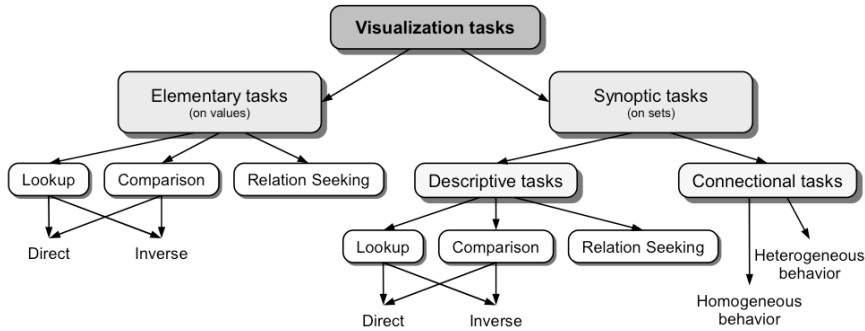 Visualization tasks
Elementary tasks
(on values)
Synoptic tasks
(on sets)
Lookup
Comparison
Relation Seeking
Descriptive tasks
Connectional tasks
Direct
Inverse
Lookup
Comparison
Relation Seeking
Heterogeneous
behavior
Homogeneous
behavior
Direct
Inverse